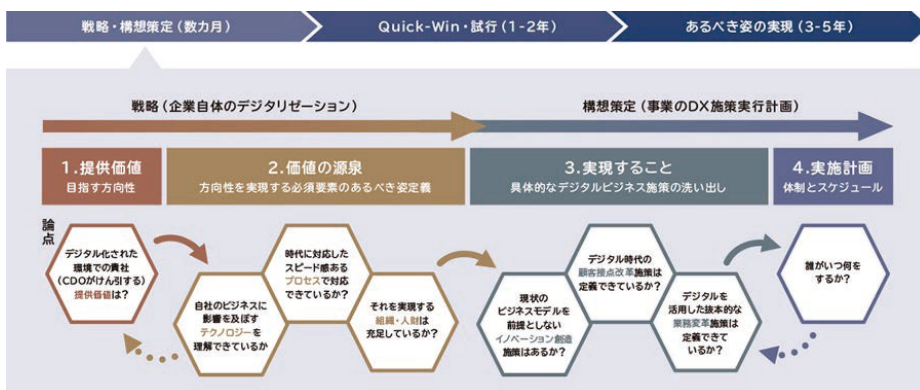 戦略・構想策定(数カ月)
Quick-Win・試行(1-2年)
あるべき姿の実現(3-5年)
戦略(企業自体のデジタリゼーション)
構想策定(事業のDX施策実行計画)
1.提供価値
目指す方向性
2.価値の源泉
方向性を実現する必須要素のあるべき姿定義
3.実現すること
具体的なデジタルビジネス施策の洗い出し
4.実施計画
体制とスケジュール
論点
デジタル化された
環境での貴社
(CDOがけん引する)
提供価値は?
自社のビジネスに
影響を及ぼす
テクノロジーを
理解できているか
時代に対応した
スピード感ある
プロセスで対応
できているか?
それを実現する
組織・人財は
充足しているか?
現状の
ビジネスモデルを
前提としない
イノベーション創造
施策はあるか?
デジタル時代の
顧客接点改革施策は
定義できているか?
デジタルを
活用した抜本的な
業務変革施策は
定義できて
いるか?
誰がいつ何を
するか?